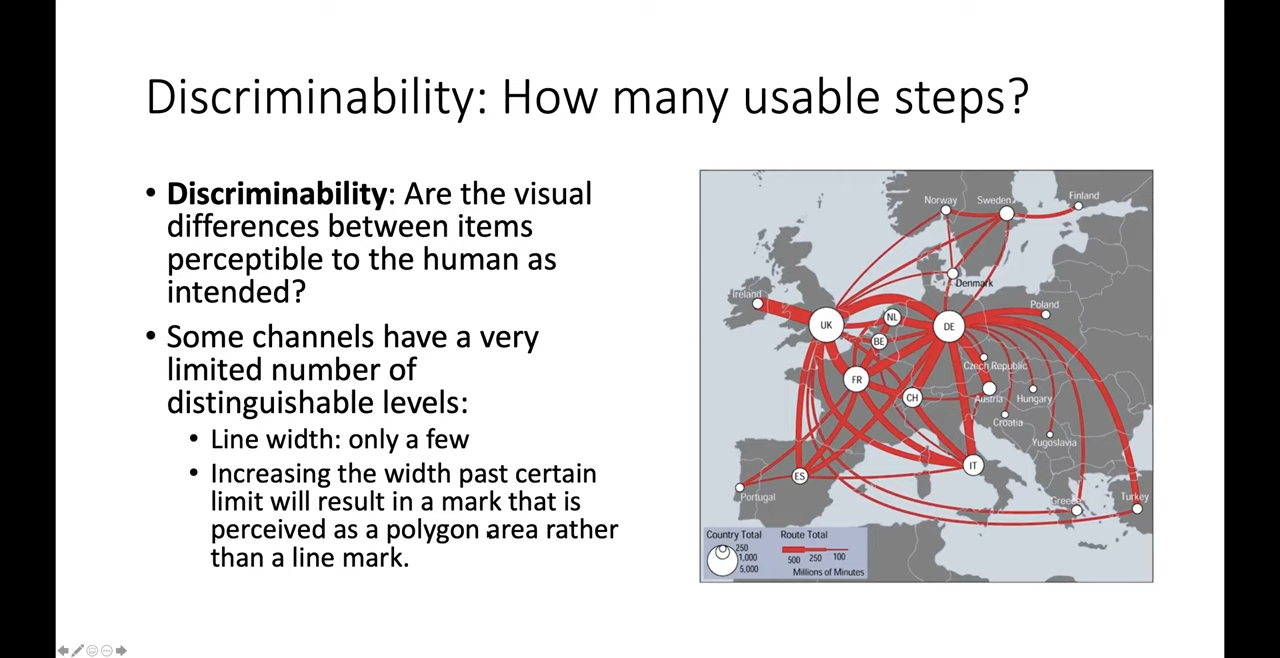 Discriminability: How many usable steps?
• Discriminability: Are the visual
differences between items
perceptible to the human as
intended?
• Some channels have a very
limited number of
distinguishable levels:
• Line width: only a few
• Increasing the width past certain
limit will result in a mark that is
perceived as a polygon area rather
than a line mark.
Norway
Sweden
Finland
Denmark
Ireland
UK
NL
DE
Poland
BE
Czech Republic
FR
CH
Austria
Hungary
Croatia
Yugoslavia
IT
ES
Portugal
Greece
Turkey
Country Total
250
1,000
5,000
Route Total
500 250 100
Millions of Minutes